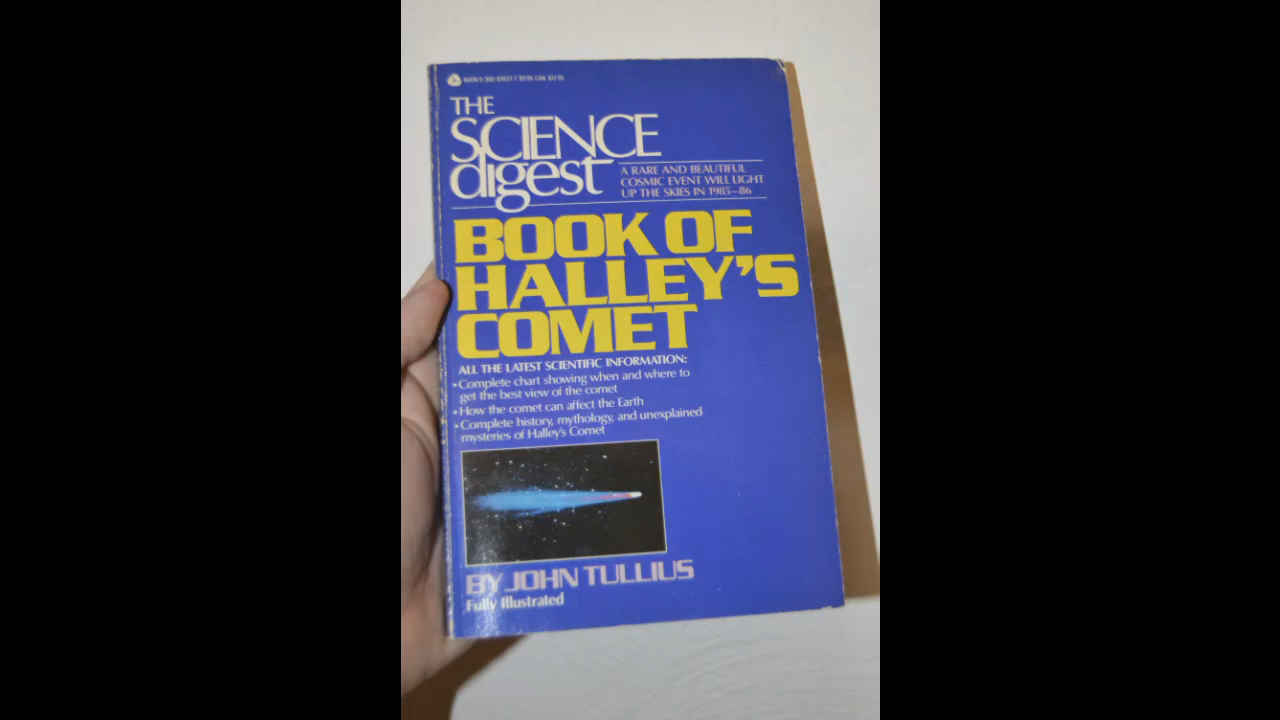 THE
SCIENCE
digest
A RARE AND BEAUTIFUL
COSMIC EVENT WILL LIGHT
UP THE SKIES IN 1985–86
BOOK OF
HALLEY'S
COMET
ALL THE LATEST SCIENTIFIC INFORMATION:
•Complete chart showing when and where to
get the best view of the comet
•How the comet can affect the Earth
•Complete history, mythology, and unexplained
mysteries of Halley's Comet
BY JOHN TULLIUS
Fully Illustrated